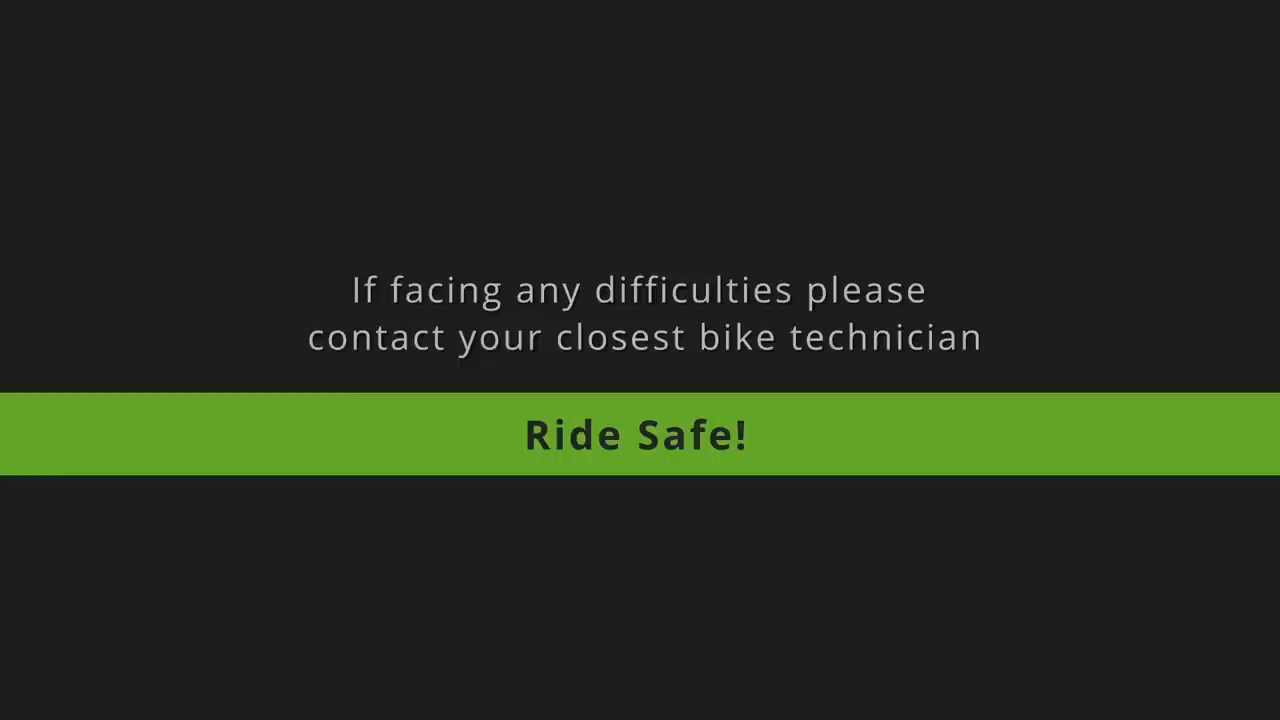 If facing any difficulties please
contact your closest bike technician
Ride Safe!